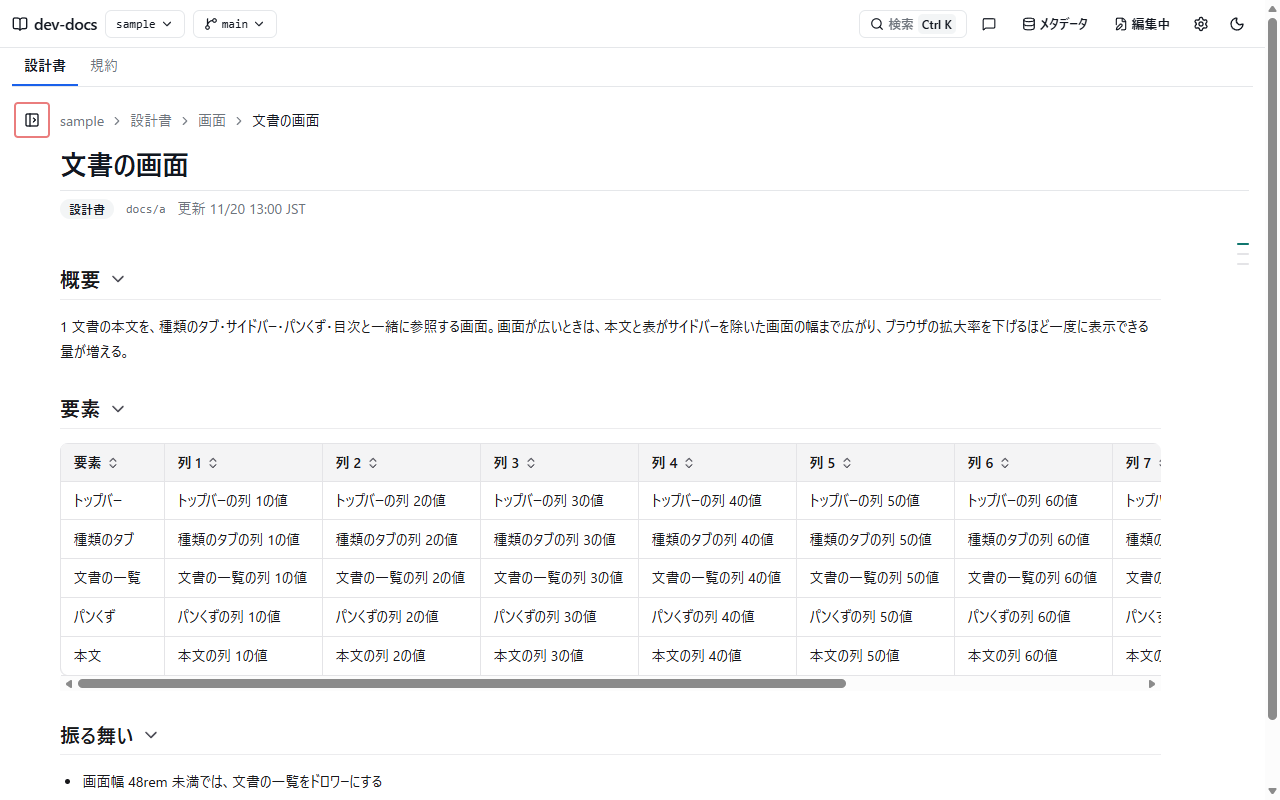 dev-docs sample main 検索 Ctrl K メタデータ 編集中
設計書 規約
sample 設計書 画面 文書の画面
文書の画面
設計書 docs/a 更新 11/20 13:00 JST
概要
1 文書の本文を、種類のタブ・サイドバー・パンくず・目次と一緒に参照する画面。画面が広いときは、本文と表がサイドバーを除いた画面の幅まで広がり、ブラウザの拡大率を下げるほど一度に表示できる
量が増える。
要素
要素 列 1 列 2 列 3 列 4 列 5 列 6 列 7
トップバー トップバーの列 1の値 トップバーの列 2の値 トップバーの列 3の値 トップバーの列 4の値 トップバーの列 5の値 トップバーの列 6の値 トップ
種類のタブ 種類のタブの列 1の値 種類のタブの列 2の値 種類のタブの列 3の値 種類のタブの列 4の値 種類のタブの列 5の値 種類のタブの列 6の値 種類
文書の一覧 文書の一覧の列 1の値 文書の一覧の列 2の値 文書の一覧の列 3の値 文書の一覧の列 4の値 文書の一覧の列 5の値 文書の一覧の列 6の値 文書
パンくず パンくずの列 1の値 パンくずの列 2の値 パンくずの列 3の値 パンくずの列 4の値 パンくずの列 5の値 パンくずの列 6の値 パンく
本文 本文の列 1の値 本文の列 2の値 本文の列 3の値 本文の列 4の値 本文の列 5の値 本文の列 6の値 本文
振る舞い
• 画面幅 48rem 未満では、文書の一覧をドロワーにする